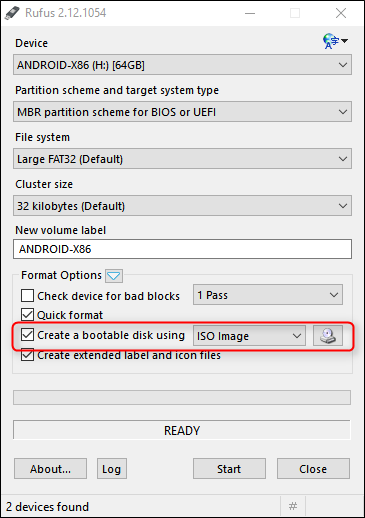 Rufus 2.12.1054
Device
ANDROID-X86 (H:) [64GB]
Partition scheme and target system type
MBR partition scheme for BIOS or UEFI
File system
Large FAT32 (Default)
Cluster size
32 kilobytes (Default)
New volume label
ANDROID-X86
Format Options
Check device for bad blocks 1 Pass
Quick format
Create a bootable disk using ISO Image
Create extended label and icon files
READY
About... Log Start Close
2 devices found #